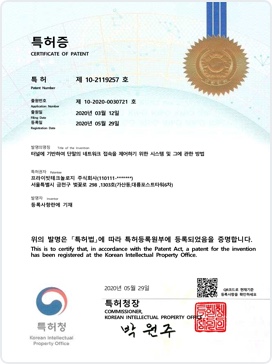 특허증
CERTIFICATE OF PATENT
특 허 제 10-2119257 호
Patent Number
출원번호 제 10-2020-0030721 호
Application Number
출원일 2020년 03월 12일
Filing Date
등록일 2020년 05월 29일
Registration Date
발명의명칭 Title of the Invention
터널에 기반하여 단말의 네트워크 접속을 제어하기 위한 시스템 및 그에 관한 방법
특허권자 Patentee
프라이빗테크놀로지 주식회사(110111-*******)
서울특별시 금천구 벚꽃로 298 ,1303호(가산동,대륭포스트타워6차)
발명자 Inventor
등록사항란에 기재
위의 발명은 「특허법」에 따라 특허등록원부에 등록되었음을 증명합니다.
This is to certify that, in accordance with the Patent Act, a patent for the invention
has been registered at the Korean Intellectual Property Office.
2020년 05월 29일
QR코드로 현재기준
등록사항을 확인하세요
특허청
Korean Intellectual
Property Office
특허청장
COMMISSIONER,
KOREAN INTELLECTUAL PROPERTY OFFICE
박원주